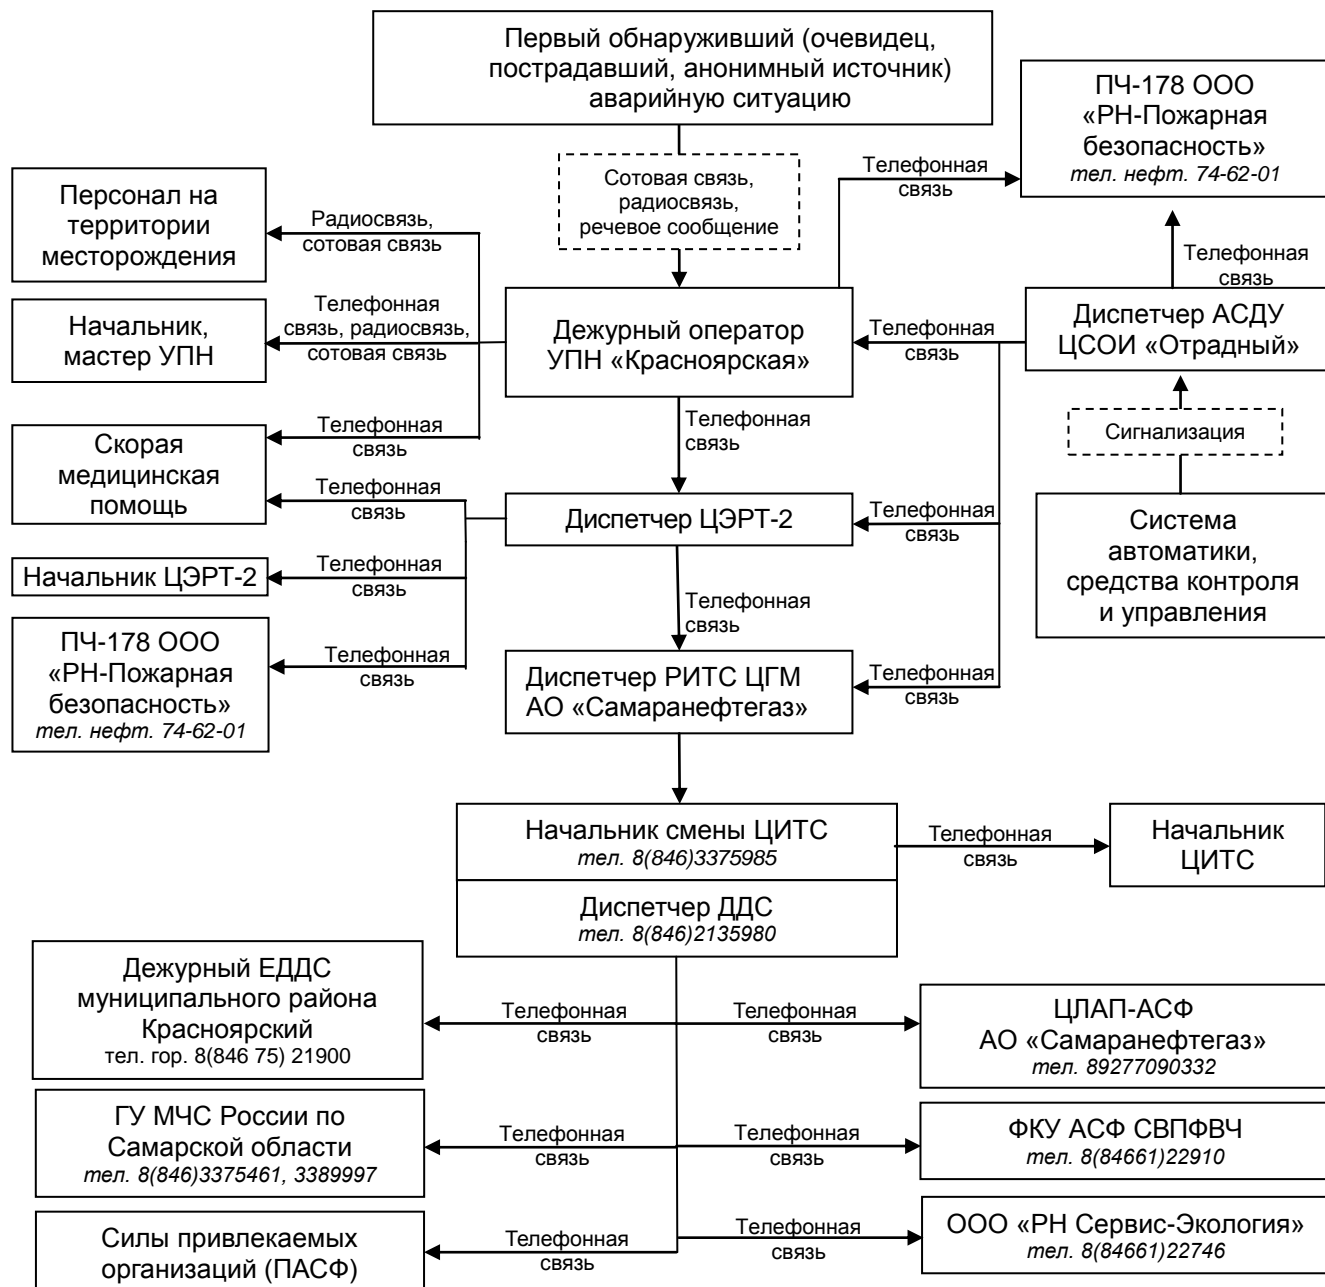 Первый обнаруживший (очевидец,
пострадавший, анонимный источник)
аварийную ситуацию
ПЧ-178 ООО
«РН-Пожарная
безопасность»
тел. нефт. 74-62-01
Сотовая связь,
радиосвязь,
речевое сообщение
Телефонная
связь
Персонал на
территории
месторождения
Радиосвязь,
сотовая связь
Телефонная
связь
Начальник,
мастер УПН
Телефонная
связь, радиосвязь,
сотовая связь
Дежурный оператор
УПН «Красноярская»
Телефонная
связь
Диспетчер АСДУ
ЦСОИ «Отрадный»
Скорая
медицинская
помощь
Телефонная
связь
Телефонная
связь
Сигнализация
Телефонная
связь
Диспетчер ЦЭРТ-2
Телефонная
связь
Система
автоматики,
средства контроля
и управления
Начальник ЦЭРТ-2
Телефонная
связь
Телефонная
связь
ПЧ-178 ООО
«РН-Пожарная
безопасность»
тел. нефт. 74-62-01
Телефонная
связь
Диспетчер РИТС ЦГМ
АО «Самаранефтегаз»
Телефонная
связь
Начальник смены ЦИТС
тел. 8(846)3375985
Телефонная
связь
Начальник
ЦИТС
Диспетчер ДДС
тел. 8(846)2135980
Дежурный ЕДДС
муниципального района
Красноярский
тел. гор. 8(846 75) 21900
Телефонная
связь
Телефонная
связь
ЦЛАП-АСФ
АО «Самаранефтегаз»
тел. 89277090332
ГУ МЧС России по
Самарской области
тел. 8(846)3375461, 3389997
Телефонная
связь
Телефонная
связь
ФКУ АСФ СВПФВЧ
тел. 8(84661)22910
Силы привлекаемых
организаций (ПАСФ)
Телефонная
связь
Телефонная
связь
ООО «РН Сервис-Экология»
тел. 8(84661)22746